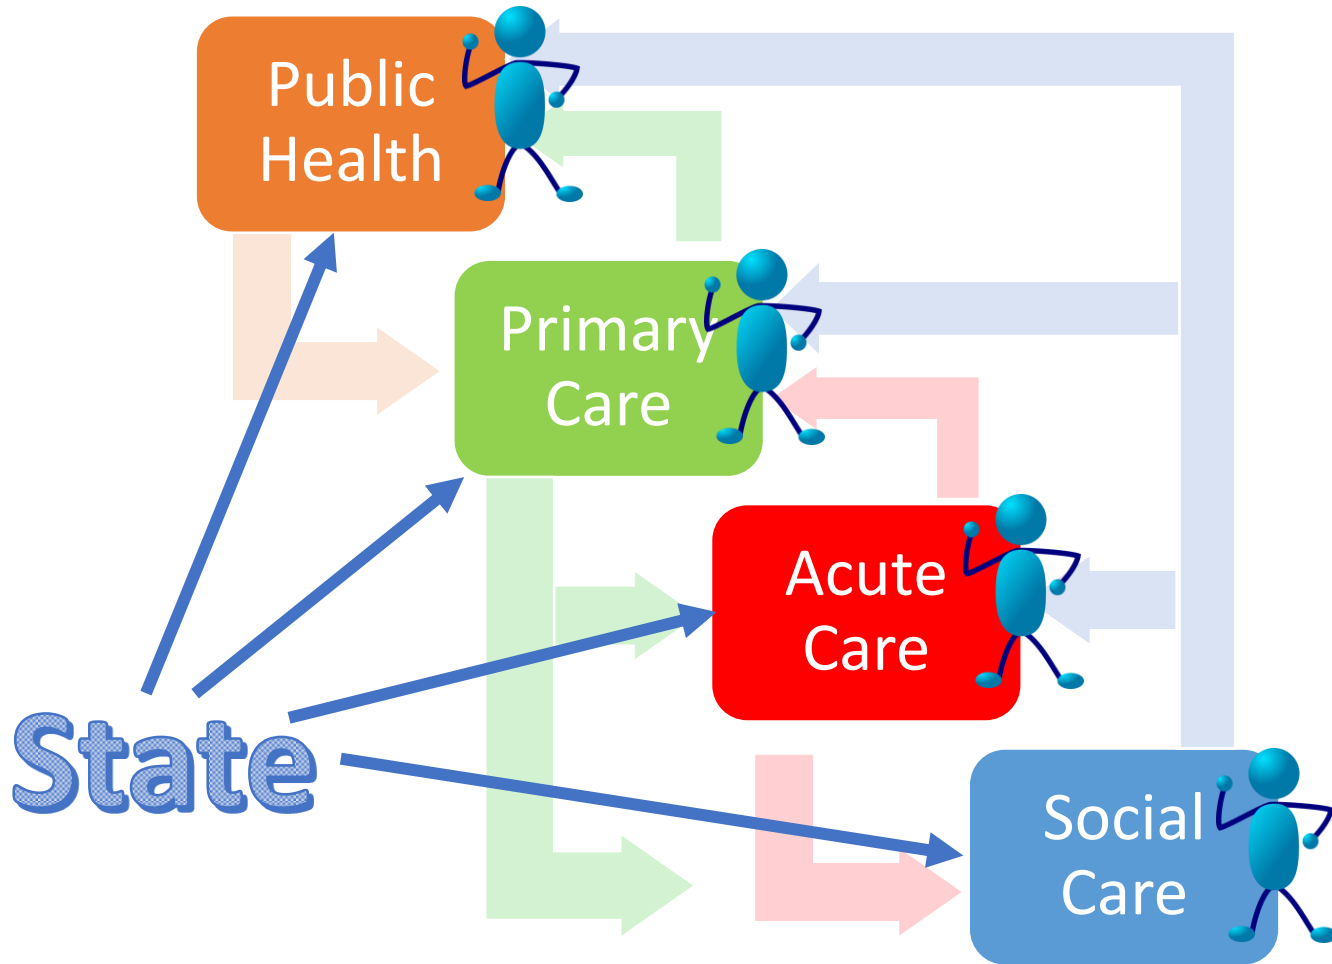 Public
Health
Primary
Care
Acute
Care
State
Social
Care